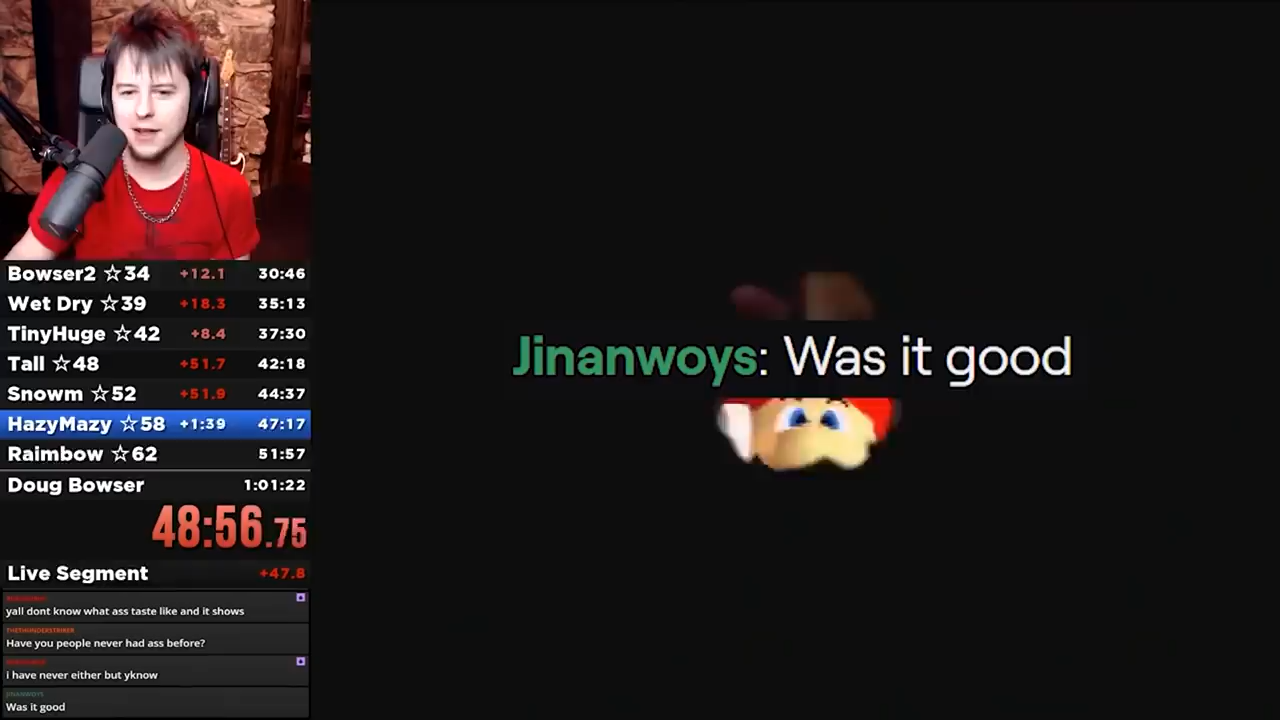 Bowser2 ☆34 +12.1 30:46
Wet Dry ☆39 +18.3 35:13
TinyHuge ☆42 +8.4 37:30
Tall ☆48 +51.7 42:18
Snowm ☆52 +51.9 44:37
HazyMazy ☆58 +1:39 47:17
Raimbow ☆62 51:57
Doug Bowser 1:01:22
48:56.75
Live Segment +47.8
yall dont know what ass taste like and it shows
THETHUNDERSTRIKER
Have you people never had ass before?
i have never either but yknow
JINANWOYS
Was it good
Jinanwoys: Was it good